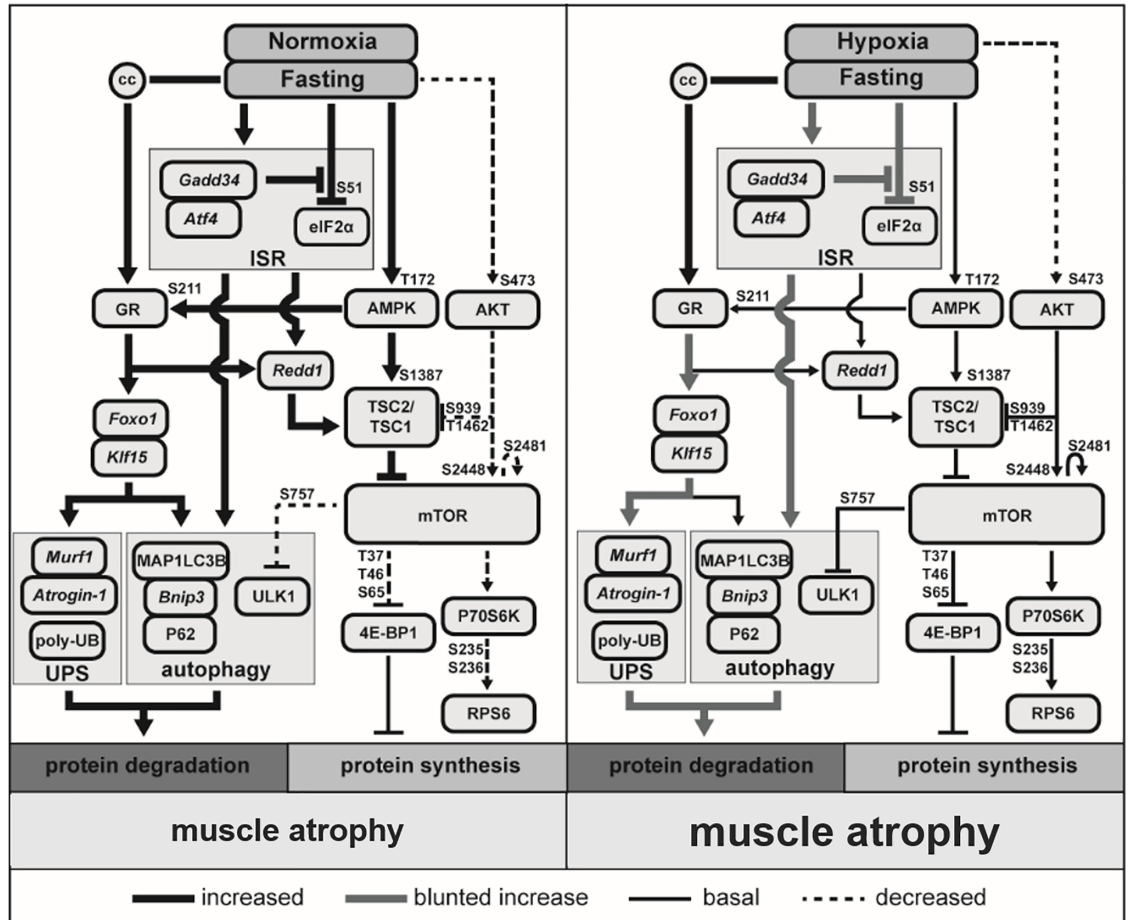 Normoxia
Fasting
cc
Gadd34
Atf4
S51
eIF2α
ISR
S211
GR
T172
AMPK
S473
AKT
Redd1
S1387
TSC2/
TSC1
S939
T1462
Foxo1
Klf15
S2448
S2481
S757
mTOR
Murf1
Atrogin-1
poly-UB
UPS
MAP1LC3B
Bnip3
P62
ULK1
autophagy
T37
T46
S65
4E-BP1
P70S6K
S235
S236
RPS6
protein degradation
protein synthesis
muscle atrophy
Hypoxia
Fasting
cc
Gadd34
Atf4
S51
eIF2α
ISR
S211
GR
T172
AMPK
S473
AKT
Redd1
S1387
TSC2/
TSC1
S939
T1462
Foxo1
Klf15
S2448
S2481
S757
mTOR
Murf1
Atrogin-1
poly-UB
UPS
MAP1LC3B
Bnip3
P62
ULK1
autophagy
T37
T46
S65
4E-BP1
P70S6K
S235
S236
RPS6
protein degradation
protein synthesis
muscle atrophy
increased
blunted increase
basal
decreased